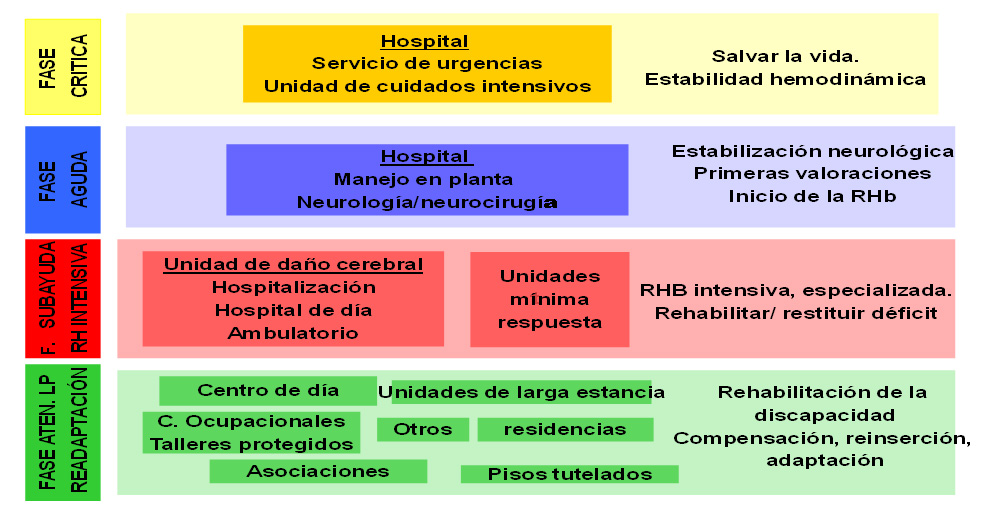 FASE
CRITICA
Hospital
Servicio de urgencias
Unidad de cuidados intensivos
Salvar la vida.
Estabilidad hemodinámica
FASE
AGUDA
Hospital
Manejo en planta
Neurología/neurocirugía
Estabilización neurológica
Primeras valoraciones
Inicio de la RHb
F. SUBAYUDA
RH INTENSIVA
Unidad de daño cerebral
Hospitalización
Hospital de día
Ambulatorio
Unidades
mínima
respuesta
RHB intensiva, especializada.
Rehabilitar/ restituir déficit
FASE ATEN. LP
READAPTACIÓN
Centro de día
Unidades de larga estancia
C. Ocupacionales
Talleres protegidos
Otros
residencias
Asociaciones
Pisos tutelados
Rehabilitación de la
discapacidad
Compensación, reinserción,
adaptación